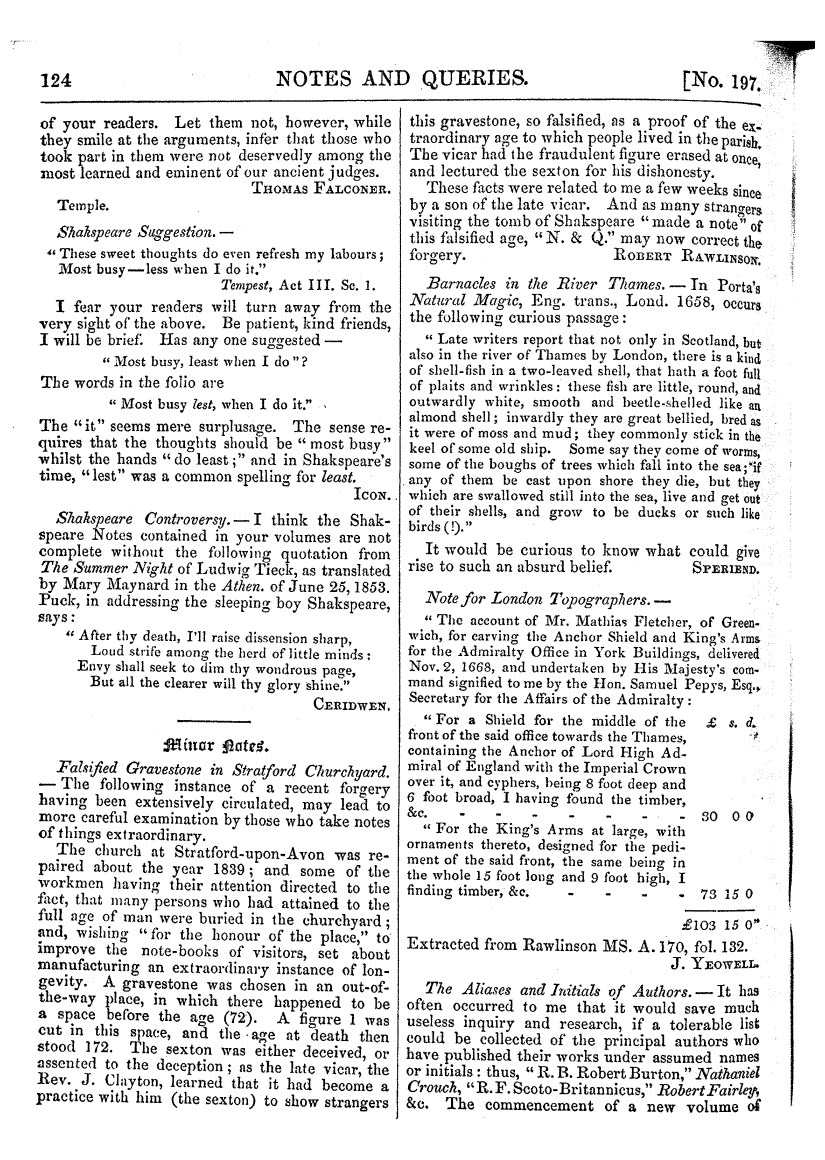 124 NOTES AND QUERIES. [No. 197.
of your readers. Let them not, however, while
they smile at the arguments, infer that those who
took part in them were not deservedly among the
most learned and eminent of our ancient judges.
THOMAS FALCONER.
Temple.
Shakspeare Suggestion. —
“ These sweet thoughts do even refresh my labours ;
Most busy — less when I do it.”
Tempest, Act III. Sc. 1.
I fear your readers will turn away from the
very sight of the above. Be patient, kind friends,
I will be brief. Has any one suggested —
“ Most busy, least when I do ” ?
The words in the folio are
“ Most busy lest, when I do it.”
The “ it ” seems mere surplusage. The sense re-
quires that the thoughts should be “ most busy ”
whilst the hands “ do least ; ” and in Shakspeare's
time, “ lest ” was a common spelling for least.
ICON.
Shakspeare Controversy. — I think the Shak-
speare Notes contained in your volumes are not
complete without the following quotation from
The Summer Night of Ludwig Tieck, as translated
by Mary Maynard in the Athen. of June 25, 1853.
Puck, in addressing the sleeping boy Shakspeare,
says :
“ After thy death, I'll raise dissension sharp,
Loud strife among the herd of little minds :
Envy shall seek to dim thy wondrous page,
But all the clearer will thy glory shine.”
CERIDWEN.
Minor Notes.
Falsified Gravestone in Stratford Churchyard.
— The following instance of a recent forgery
having been extensively circulated, may lead to
more careful examination by those who take notes
of things extraordinary.
The church at Stratford-upon-Avon was re-
paired about the year 1839 ; and some of the
workmen having their attention directed to the
fact, that many persons who had attained to the
full age of man were buried in the churchyard ;
and, wishing “ for the honour of the place,” to
improve the note-books of visitors, set about
manufacturing an extraordinary instance of lon-
gevity. A gravestone was chosen in an out-of-
the-way place, in which there happened to be
a space before the age (72). A figure 1 was
cut in this space, and the age at death then
stood 172. The sexton was either deceived, or
assented to the deception ; as the late vicar, the
Rev. J. Clayton, learned that it had become a
practice with him (the sexton) to show strangers
this gravestone, so falsified, as a proof of the ex-
traordinary age to which people lived in the parish.
The vicar had the fraudulent figure erased at once,
and lectured the sexton for his dishonesty.
These facts were related to me a few weeks since
by a son of the late vicar. And as many strangers
visiting the tomb of Shakspeare “ made a note ” of
this falsified age, “ N. & Q.” may now correct the
forgery. ROBERT RAWLINSON.
Barnacles in the River Thames. — In Porta's
Natural Magic, Eng. trans., Lond. 1658, occurs
the following curious passage :
“ Late writers report that not only in Scotland, but
also in the river of Thames by London, there is a kind
of shell-fish in a two-leaved shell, that hath a foot full
of plaits and wrinkles : these fish are little, round, and
outwardly white, smooth and beetle-shelled like an
almond shell ; inwardly they are great bellied, bred as
it were of moss and mud ; they commonly stick in the
keel of some old ship. Some say they come of worms,
some of the boughs of trees which fall into the sea ; if
any of them be cast upon shore they die, but they
which are swallowed still into the sea, live and get out
of their shells, and grow to be ducks or such like
birds (!).”
It would be curious to know what could give
rise to such an absurd belief. SPERIEND.
Note for London Topographers. —
“ The account of Mr. Mathias Fletcher, of Green-
wich, for carving the Anchor Shield and King's Arms
for the Admiralty Office in York Buildings, delivered
Nov. 2, 1668, and undertaken by His Majesty's com-
mand signified to me by the Hon. Samuel Pepys, Esq.,
Secretary for the Affairs of the Admiralty :
“ For a Shield for the middle of the £ s. d.
front of the said office towards the Thames,
containing the Anchor of Lord High Ad-
miral of England with the Imperial Crown
over it, and cyphers, being 8 foot deep and
6 foot broad, I having found the timber,
&c. - - - - - - - 30 0 0
“ For the King's Arms at large, with
ornaments thereto, designed for the pedi-
ment of the said front, the same being in
the whole 15 foot long and 9 foot high, I
finding timber, &c. - - - - 73 15 0
£103 15 0”
Extracted from Rawlinson MS. A. 170, fol. 132.
J. YEOWELL.
The Aliases and Initials of Authors. — It has
often occurred to me that it would save much
useless inquiry and research, if a tolerable list
could be collected of the principal authors who
have published their works under assumed names
or initials : thus, “ R. B. Robert Burton,” Nathaniel
Crouch, “ R. F. Scoto-Britannicus,” Robert Fairley,
&c. The commencement of a new volume of